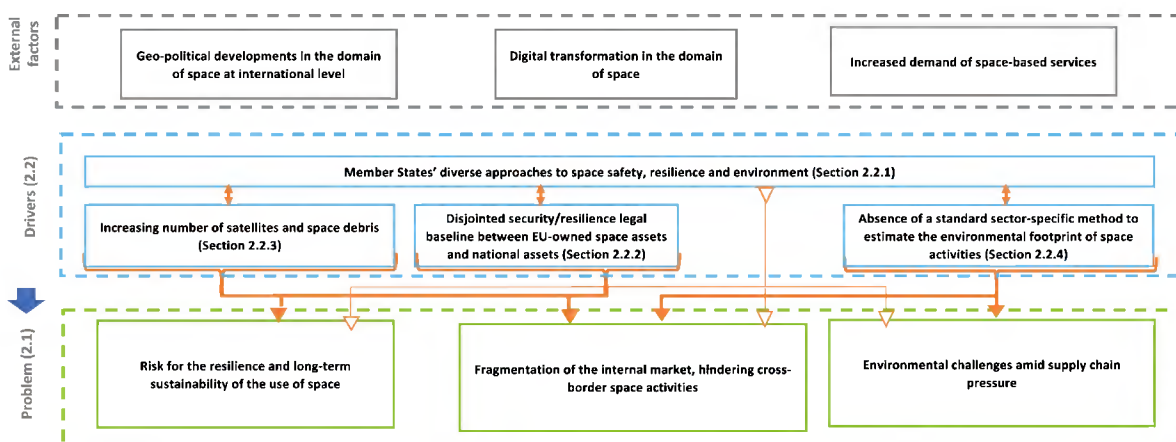 External
factors
Geo-political developments in the domain
of space at international level
Digital transformation in the domain
of space
Increased demand of space-based services
Drivers (2.2)
Member States' diverse approaches to space safety, resilience and environment (Section 2.2.1)
Increasing number of satellites and space debris
(Section 2.2.3)
Disjointed security/resilience legal
baseline between EU-owned space assets
and national assets (Section 2.2.2)
Absence of a standard sector-specific method to
estimate the environmental footprint of space
activities (Section 2.2.4)
Problem (2.1)
Risk for the resilience and long-term
sustainability of the use of space
Fragmentation of the internal market, hindering cross-
border space activities
Environmental challenges amid supply chain
pressure